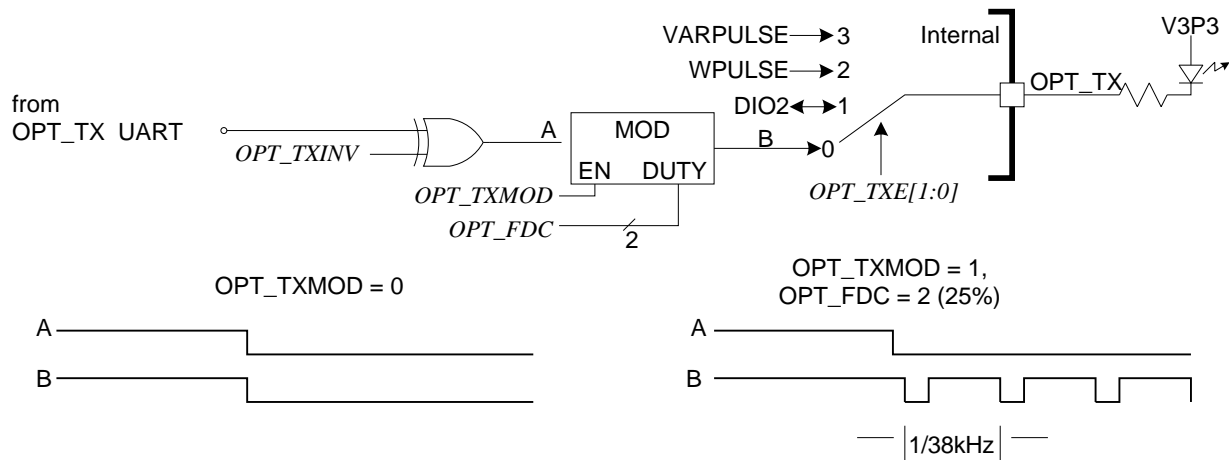 V3P3
VARPULSE 3
Internal
WPULSE 2
OPT_TX
from
OPT_TX UART
DIO2 1
A
MOD
B
0
OPT_TXINV
EN DUTY
OPT_TXMOD
OPT_TXE[1:0]
OPT_FDC
2
OPT_TXMOD = 0
OPT_TXMOD = 1,
OPT_FDC = 2 (25%)
A
B
A
B
1/38kHz